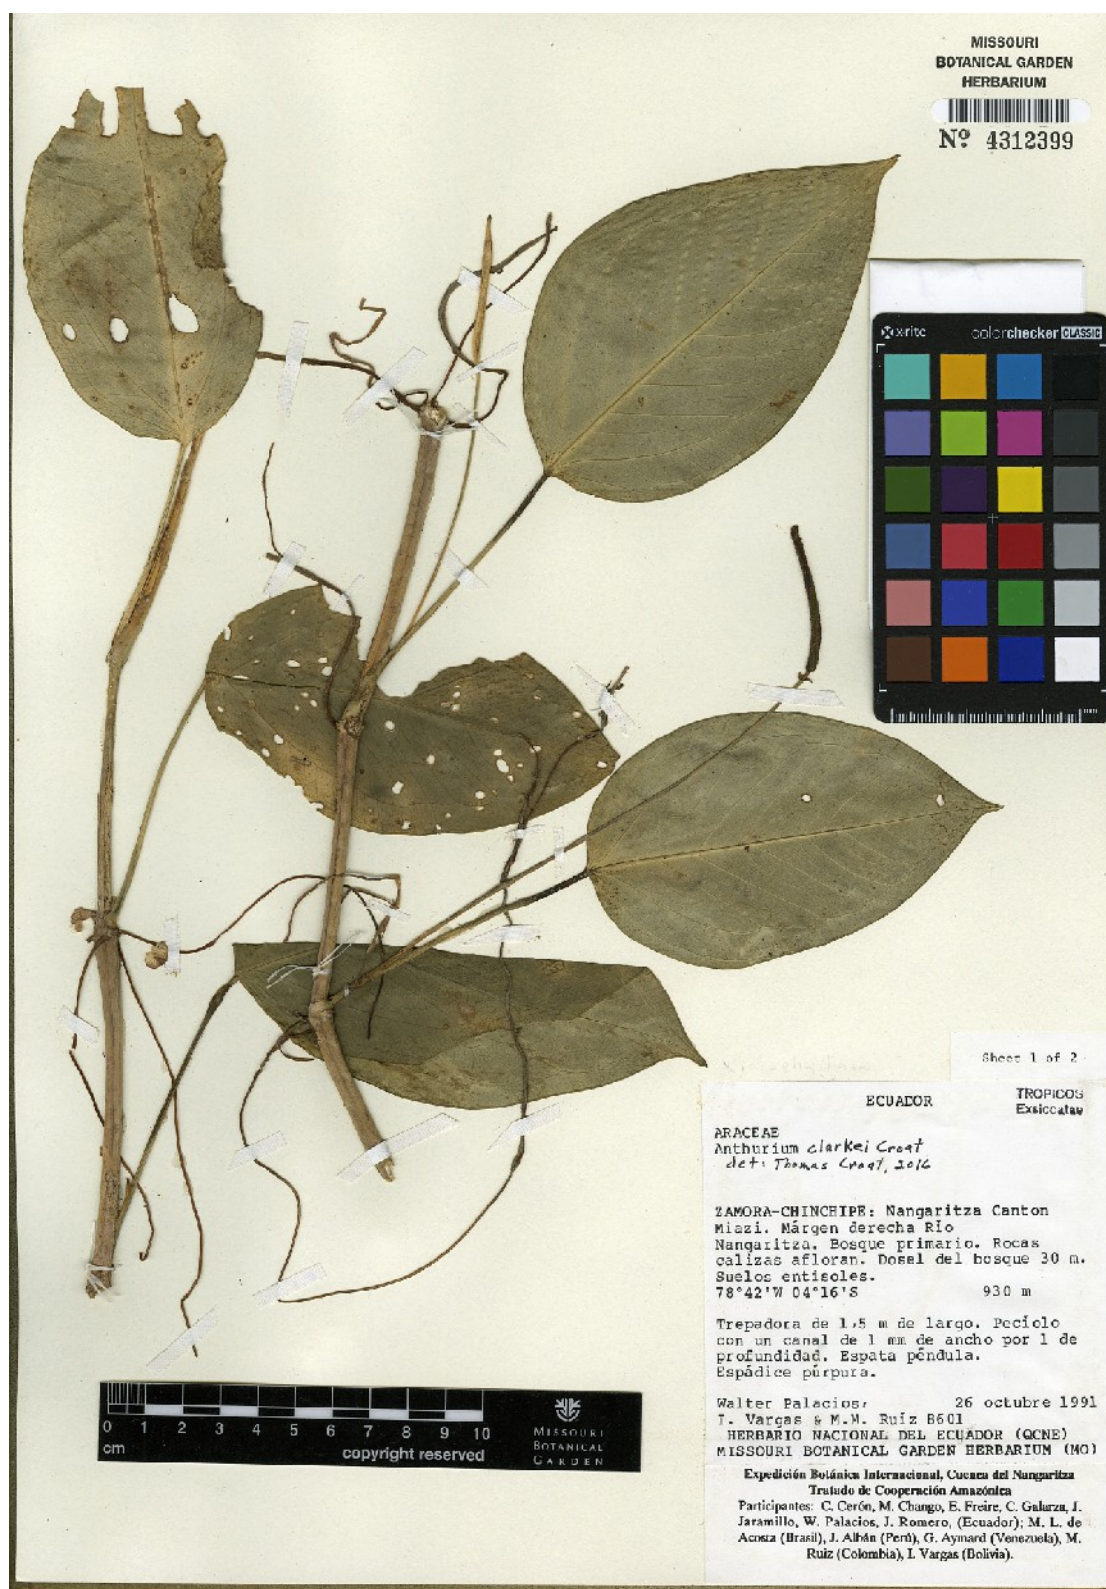 MISSOURI
BOTANICAL GARDEN
HERBARIUM
Nº 4312399
x-rite colorchecker CLASSIC
mm
Sheet 1 of 2
ECUADOR
TROPICOS
Exsiccatae
ARACEAE
Anthurium clarkei Croat
det: Thomas Croat, 2016
ZAMORA-CHINCHIPE: Nangaritza Canton
Miazi. Márgen derecha Río
Nangaritza. Bosque primario. Rocas
calizas afloran. Dosel del bosque 30 m.
Suelos entisoles.
78°42'W 04°16'S 930 m
Trepadora de 1,5 m de largo. Pecíolo
con un canal de 1 mm de ancho por 1 de
profundidad. Espata péndula.
Espádice púrpura.
Walter Palacios, 26 octubre 1991
I. Vargas & M.M. Ruíz 8601
HERBARIO NACIONAL DEL ECUADOR (QCNE)
MISSOURI BOTANICAL GARDEN HERBARIUM (MO)
Expedición Botánica Internacional, Cuenca del Nangaritza
Tratado de Cooperación Amazónica
Participantes: C. Cerón, M. Chango, E. Freire, C. Galarza, J.
Jaramillo, W. Palacios, J. Romero, (Ecuador); M. L. de
Acosta (Brasil), J. Albán (Perú), G. Aymard (Venezuela), M.
Ruiz (Colombia), I. Vargas (Bolivia).
copyright reserved
0 1 2 3 4 5 6 7 8 9 10
cm
MISSOURI
BOTANICAL
GARDEN